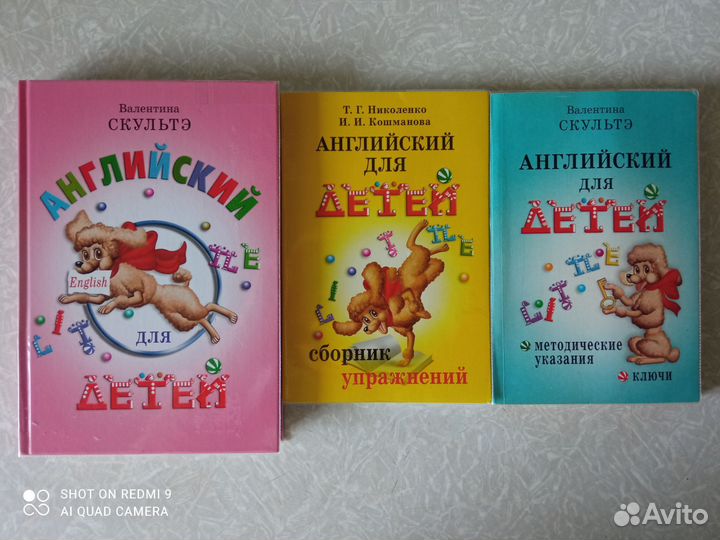 Валентина
СКУЛЬТЭ
АНГЛИЙСКИЙ
English
ДЛЯ
ДЕТЕЙ
Т. Г. Николенко
И. И. Кошманова
АНГЛИЙСКИЙ
ДЛЯ
ДЕТЕЙ
сборник
упражнений
Валентина
СКУЛЬТЭ
АНГЛИЙСКИЙ
ДЛЯ
ДЕТЕЙ
методические
указания
ключи
SHOT ON REDMI 9
AI QUAD CAMERA
Avito